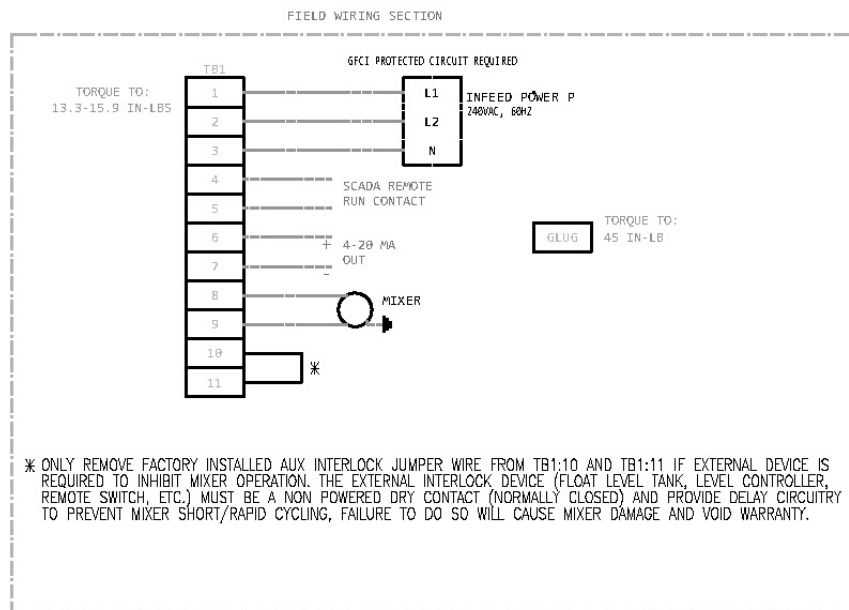 FIELD WIRING SECTION
GFCI PROTECTED CIRCUIT REQUIRED
TB1
TORQUE TO:
13.3-15.9 IN-LBS
1
2
3
4
5
6
7
8
9
10
11
L1
L2
N
INFEED POWER P
240VAC, 60HZ
SCADA REMOTE
RUN CONTACT
+
4-20 MA
OUT
-
MIXER
*
GLUG
TORQUE TO:
45 IN-LB
* ONLY REMOVE FACTORY INSTALLED AUX INTERLOCK JUMPER WIRE FROM TB1:10 AND TB1:11 IF EXTERNAL DEVICE IS
REQUIRED TO INHIBIT MIXER OPERATION. THE EXTERNAL INTERLOCK DEVICE (FLOAT LEVEL TANK, LEVEL CONTROLLER,
REMOTE SWITCH, ETC.) MUST BE A NON POWERED DRY CONTACT (NORMALLY CLOSED) AND PROVIDE DELAY CIRCUITRY
TO PREVENT MIXER SHORT/RAPID CYCLING, FAILURE TO DO SO WILL CAUSE MIXER DAMAGE AND VOID WARRANTY.